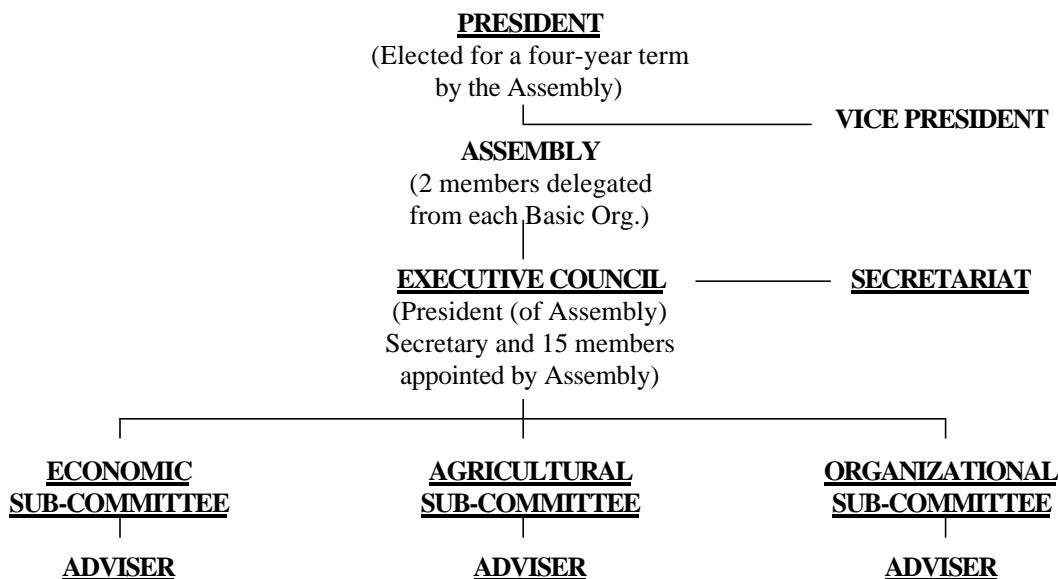 PRESIDENT
(Elected for a four-year term
by the Assembly)
VICE PRESIDENT
ASSEMBLY
(2 members delegated
from each Basic Org.)
EXECUTIVE COUNCIL
SECRETARIAT
(President (of Assembly)
Secretary and 15 members
appointed by Assembly)
ECONOMIC
SUB-COMMITTEE
AGRICULTURAL
SUB-COMMITTEE
ORGANIZATIONAL
SUB-COMMITTEE
ADVISER
ADVISER
ADVISER